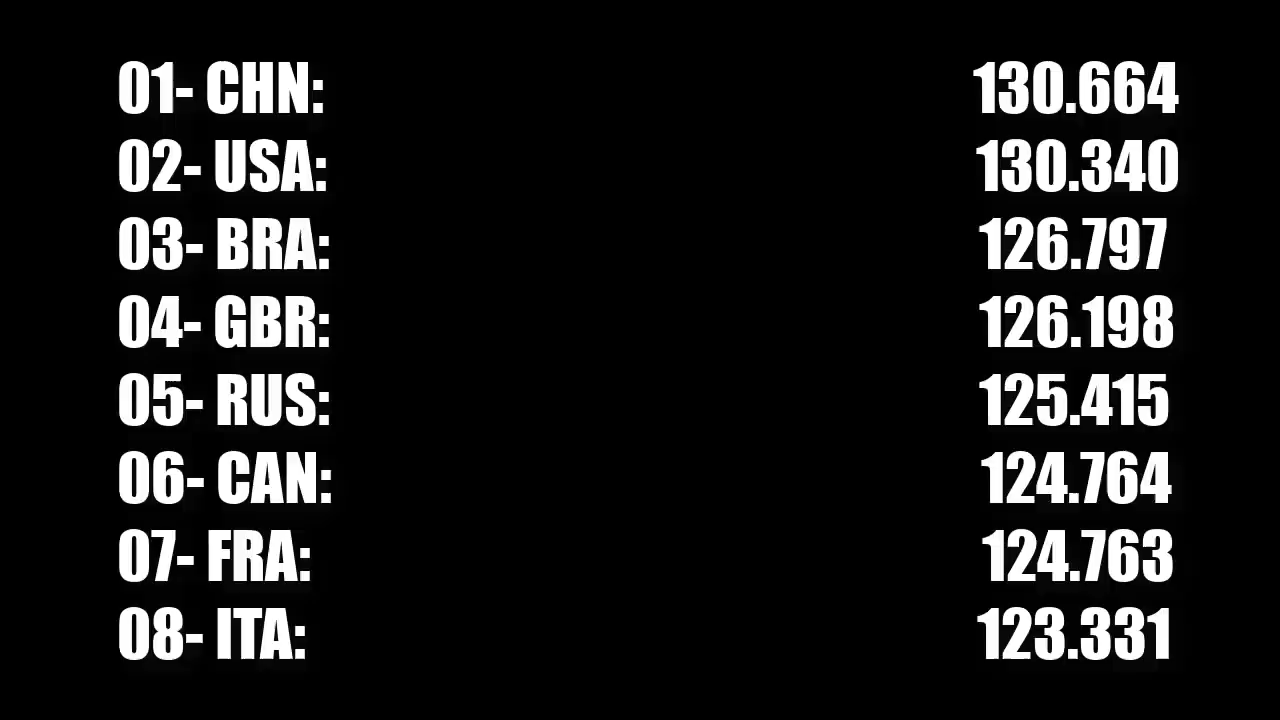 01- CHN: 130.664
02- USA: 130.340
03- BRA: 126.797
04- GBR: 126.198
05- RUS: 125.415
06- CAN: 124.764
07- FRA: 124.763
08- ITA: 123.331